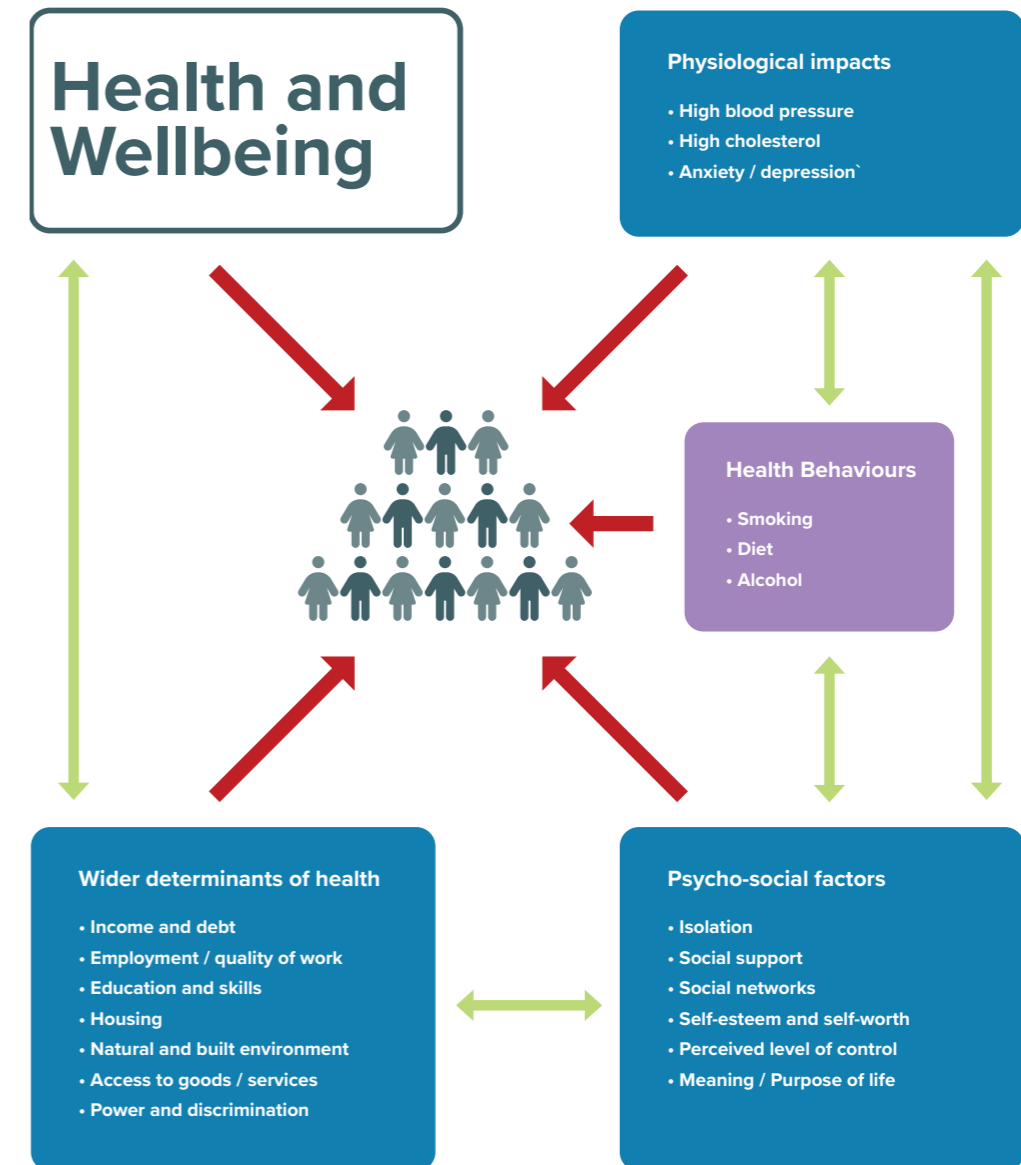 Health and
Wellbeing
Physiological impacts
• High blood pressure
• High cholesterol
• Anxiety / depression`
Health Behaviours
• Smoking
• Diet
• Alcohol
Wider determinants of health
• Income and debt
• Employment / quality of work
• Education and skills
• Housing
• Natural and built environment
• Access to goods / services
• Power and discrimination
Psycho-social factors
• Isolation
• Social support
• Social networks
• Self-esteem and self-worth
• Perceived level of control
• Meaning / Purpose of life